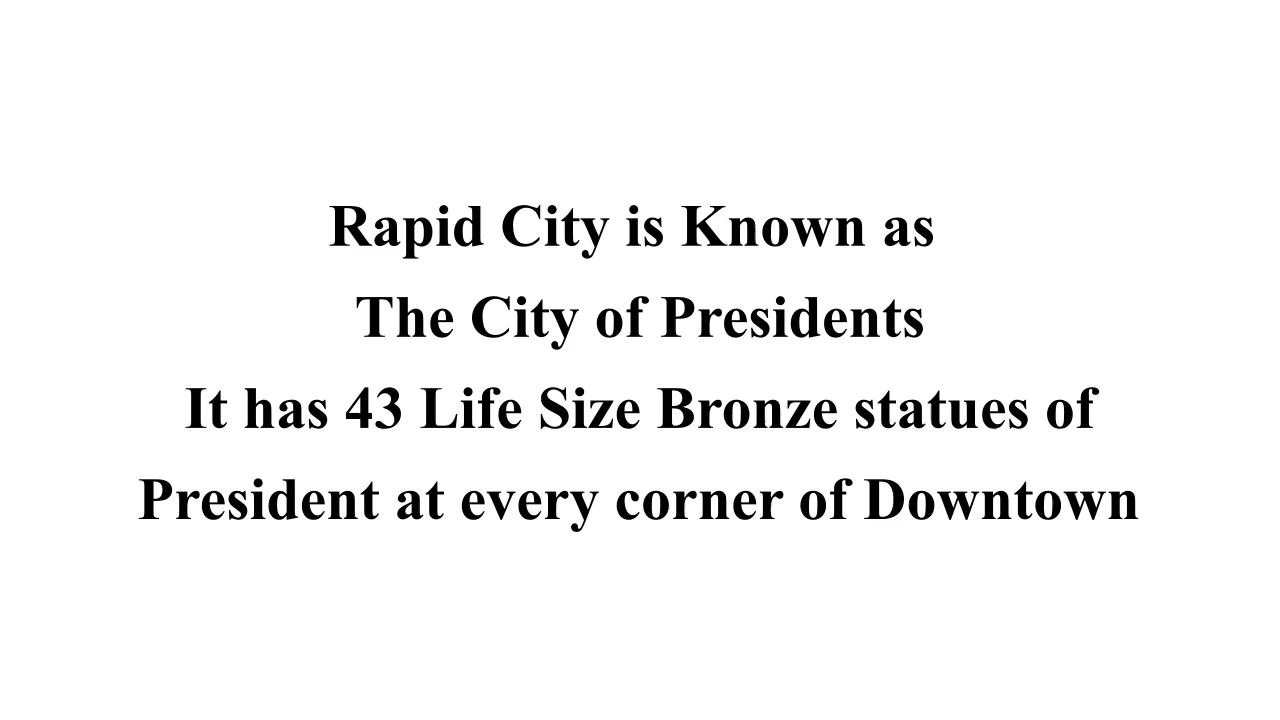 Rapid City is Known as
The City of Presidents
It has 43 Life Size Bronze statues of
President at every corner of Downtown